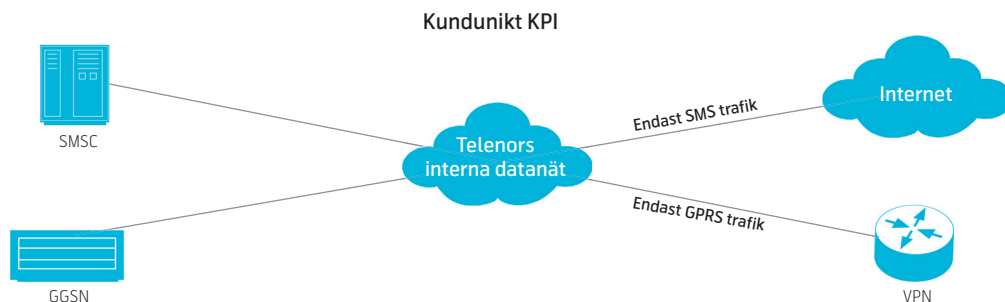 Kundunikt KPI
SMSC
Telenors
interna datanät
Endast SMS trafik
Internet
Endast GPRS trafik
GGSN
VPN